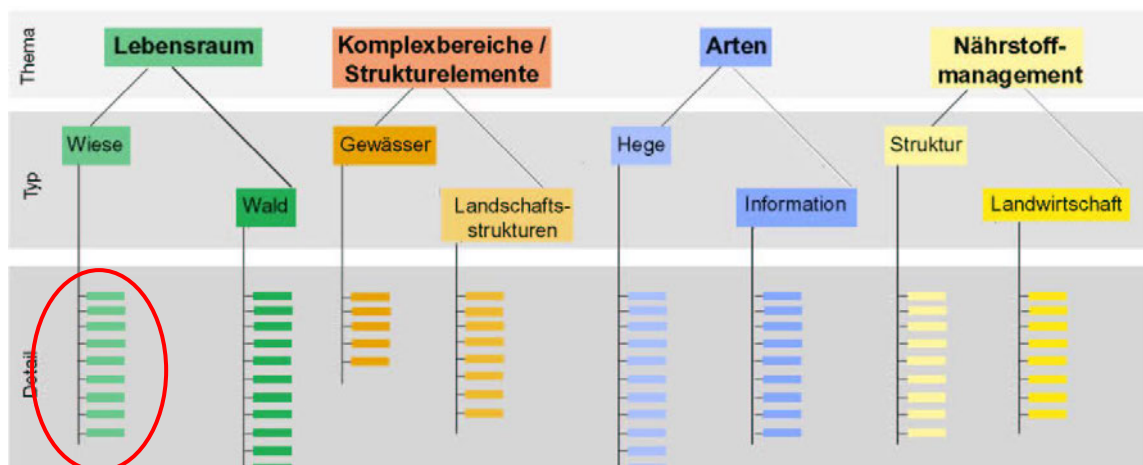 Thema
Lebensraum
Komplexbereiche /
Strukturelemente
Arten
Nährstoff-
management
Typ
Wiese
Wald
Gewässer
Landschafts-
strukturen
Hege
Information
Struktur
Landwirtschaft
Detail